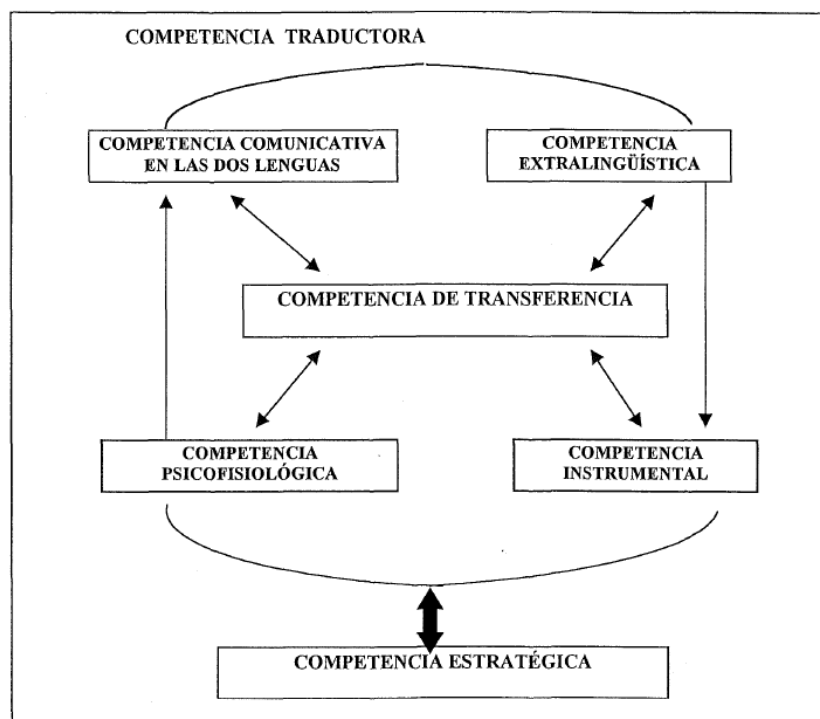 COMPETENCIA TRADUCTORA
COMPETENCIA COMUNICATIVA
EN LAS DOS LENGUAS
COMPETENCIA
EXTRALINGÜÍSTICA
COMPETENCIA DE TRANSFERENCIA
COMPETENCIA
PSICOFISIOLÓGICA
COMPETENCIA
INSTRUMENTAL
COMPETENCIA ESTRATÉGICA